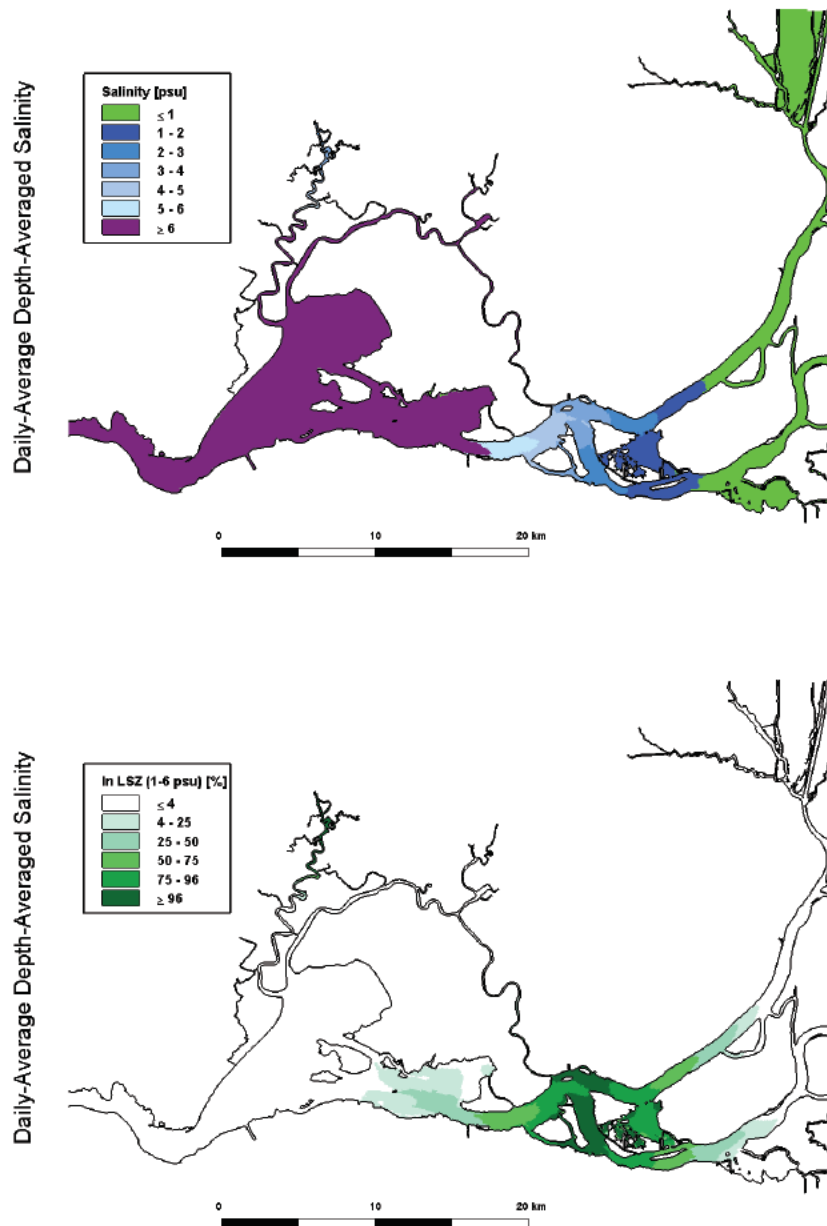 Daily-Average Depth-Averaged Salinity
Salinity [psu]
≤ 1
1 - 2
2 - 3
3 - 4
4 - 5
5 - 6
≥ 6
0 10 20 km
Daily-Average Depth-Averaged Salinity
In LSZ (1-6 psu) [%]
≤ 4
4 - 25
25 - 50
50 - 75
75 - 96
≥ 96
0 10 20 km